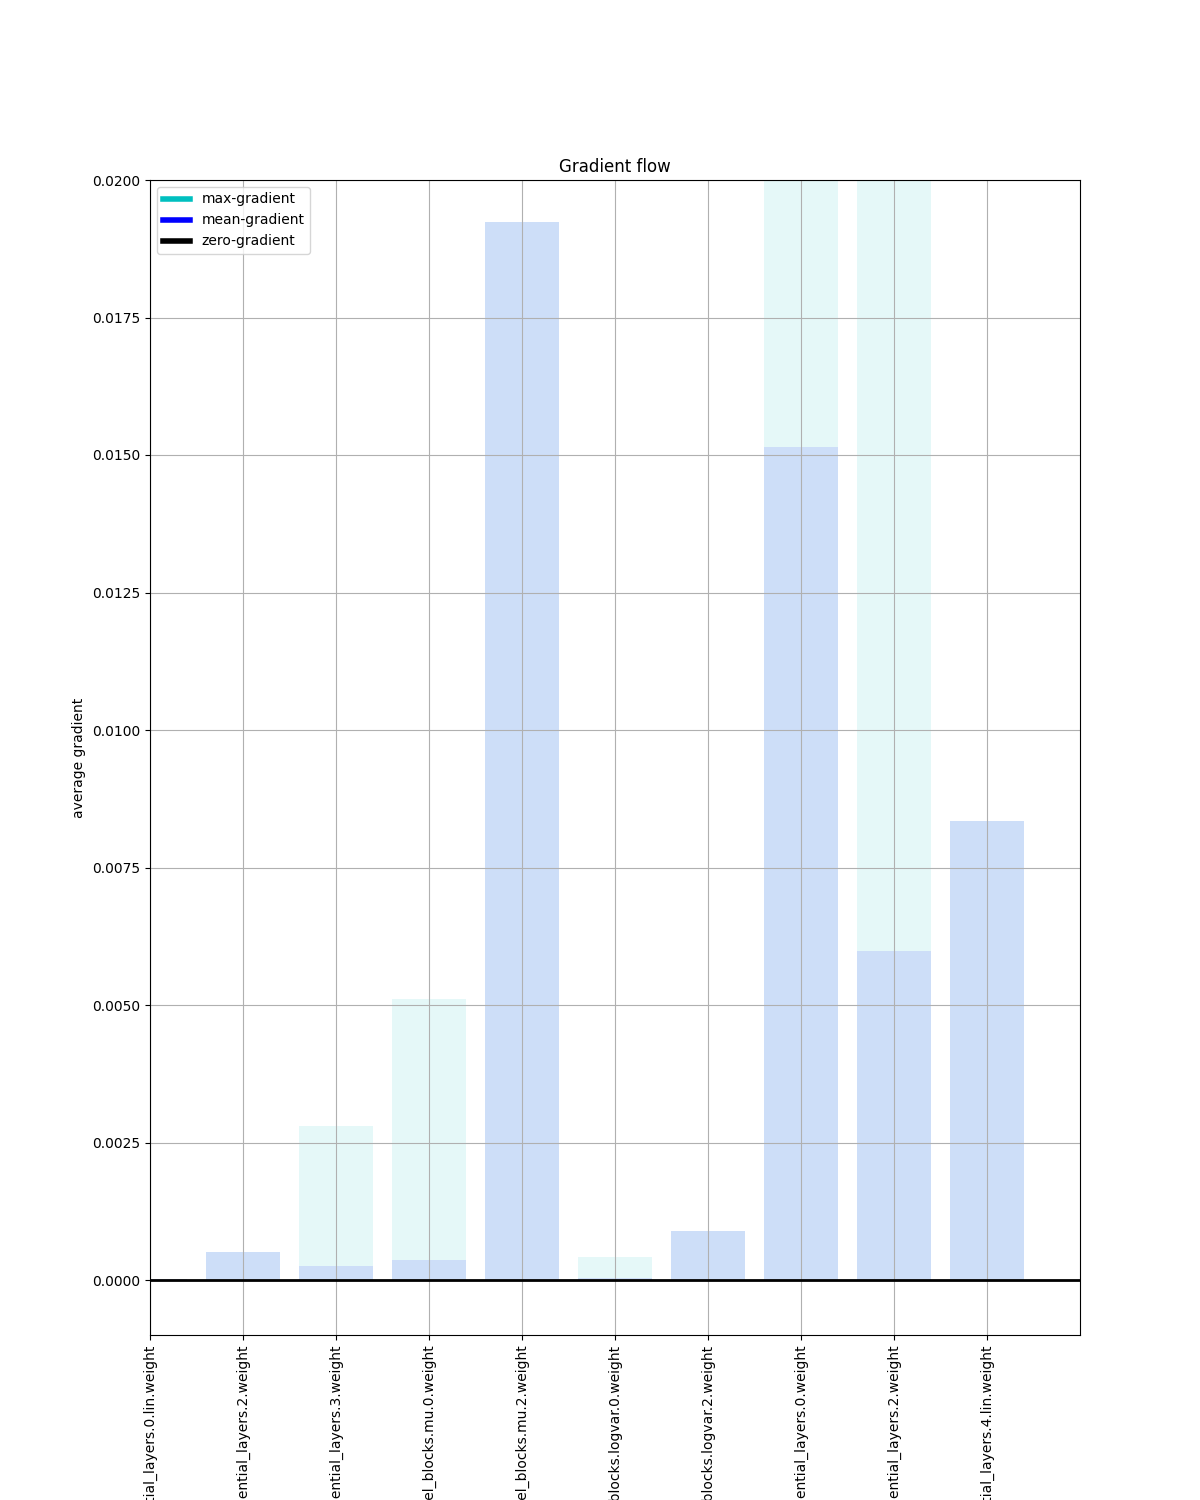 Gradient flow
max-gradient
mean-gradient
zero-gradient
0.0200
0.0175
0.0150
0.0125
0.0100
0.0075
0.0050
0.0025
0.0000
average gradient
tial_layers.0.lin.weight
ential_layers.2.weight
ential_layers.3.weight
el_blocks.mu.0.weight
el_blocks.mu.2.weight
blocks.logvar.0.weight
blocks.logvar.2.weight
ential_layers.0.weight
ential_layers.2.weight
tial_layers.4.lin.weight